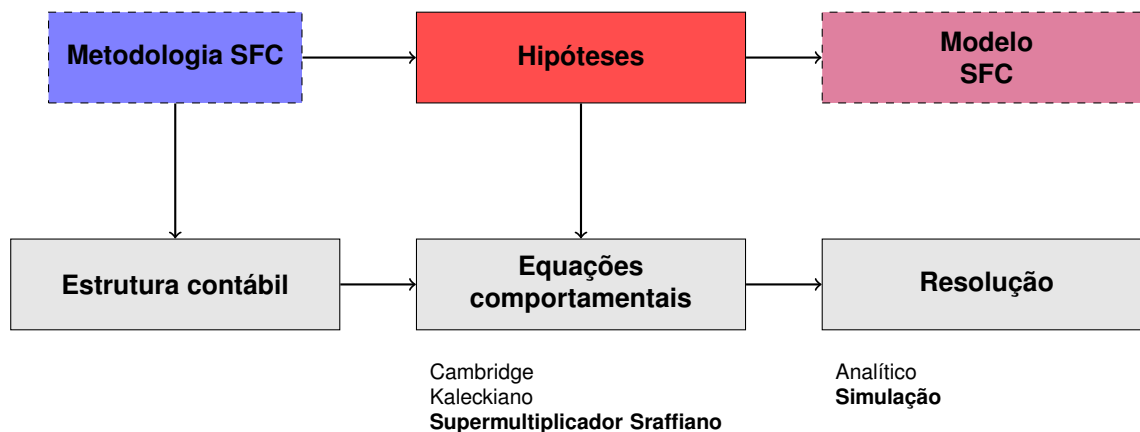 Metodologia SFC
Hipóteses
Modelo
SFC
Estrutura contábil
Equações
comportamentais
Resolução
Cambridge
Kaleckiano
Supermultiplicador Sraffiano
Analítico
Simulação